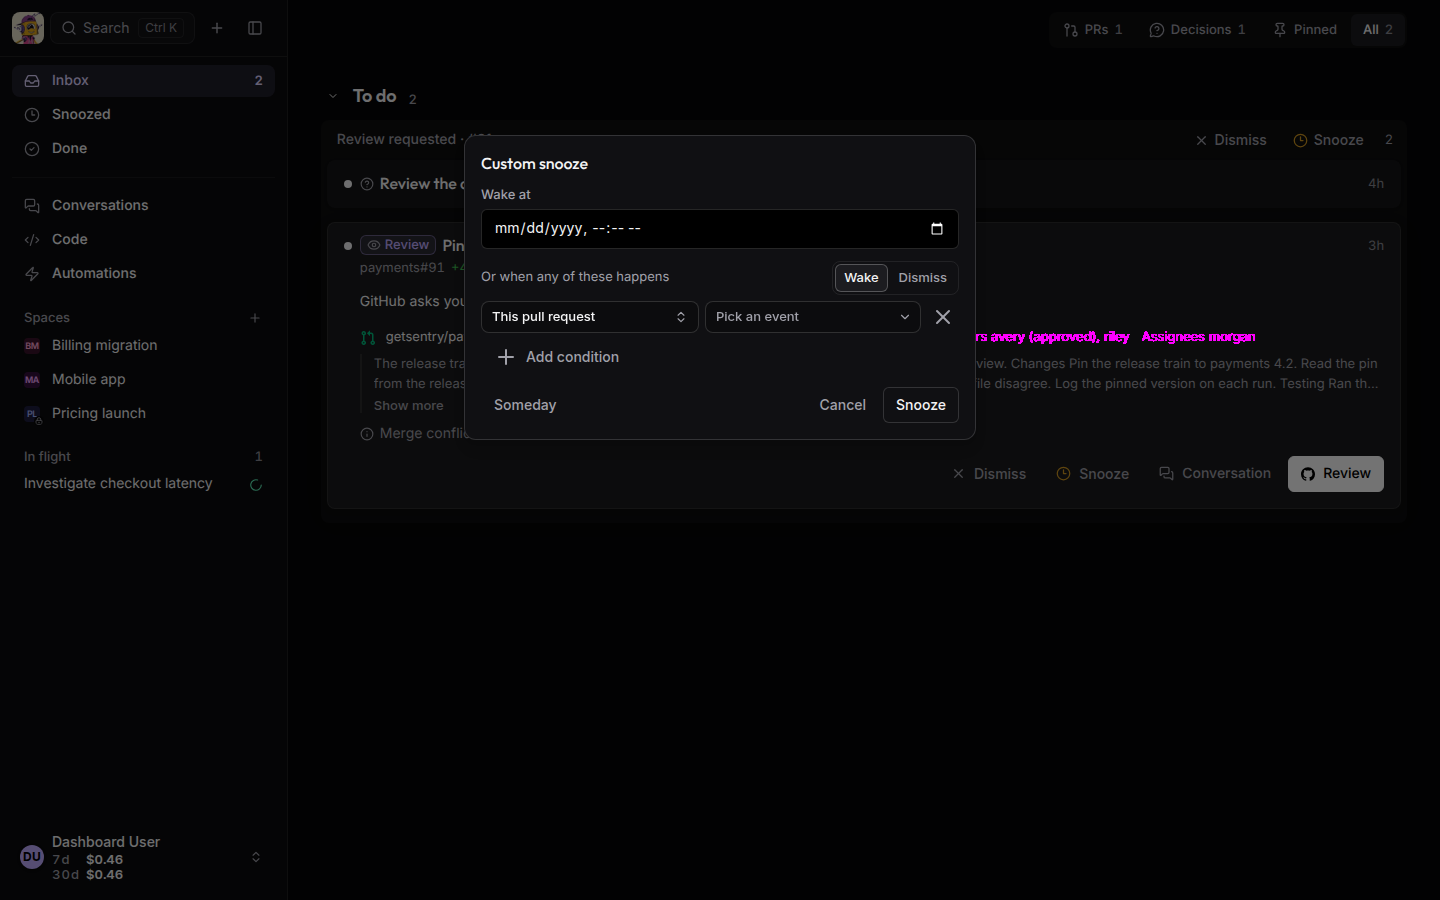 Search Ctrl K
PRs 1 Decisions 1 Pinned All 2
Inbox 2
Snoozed
Done
Conversations
Code
Automations
Spaces
BM Billing migration
MA Mobile app
PL Pricing launch
In flight 1
Investigate checkout latency
Dashboard User
DU
7d $0.46
30d $0.46
To do 2
Review requested ·
Dismiss Snooze 2
Review the
4h
Review Pin
3h
payments#91
GitHub asks you
getsentry/pa
avery (approved), riley Assignees morgan
The release tra
view. Changes Pin the release train to payments 4.2. Read the pin
from the releas
file disagree. Log the pinned version on each run. Testing Ran th...
Show more
Merge conflic
Dismiss Snooze Conversation Review
Custom snooze
Wake at
mm/dd/yyyy, --:-- --
Or when any of these happens Wake Dismiss
This pull request Pick an event
Add condition
Someday Cancel Snooze